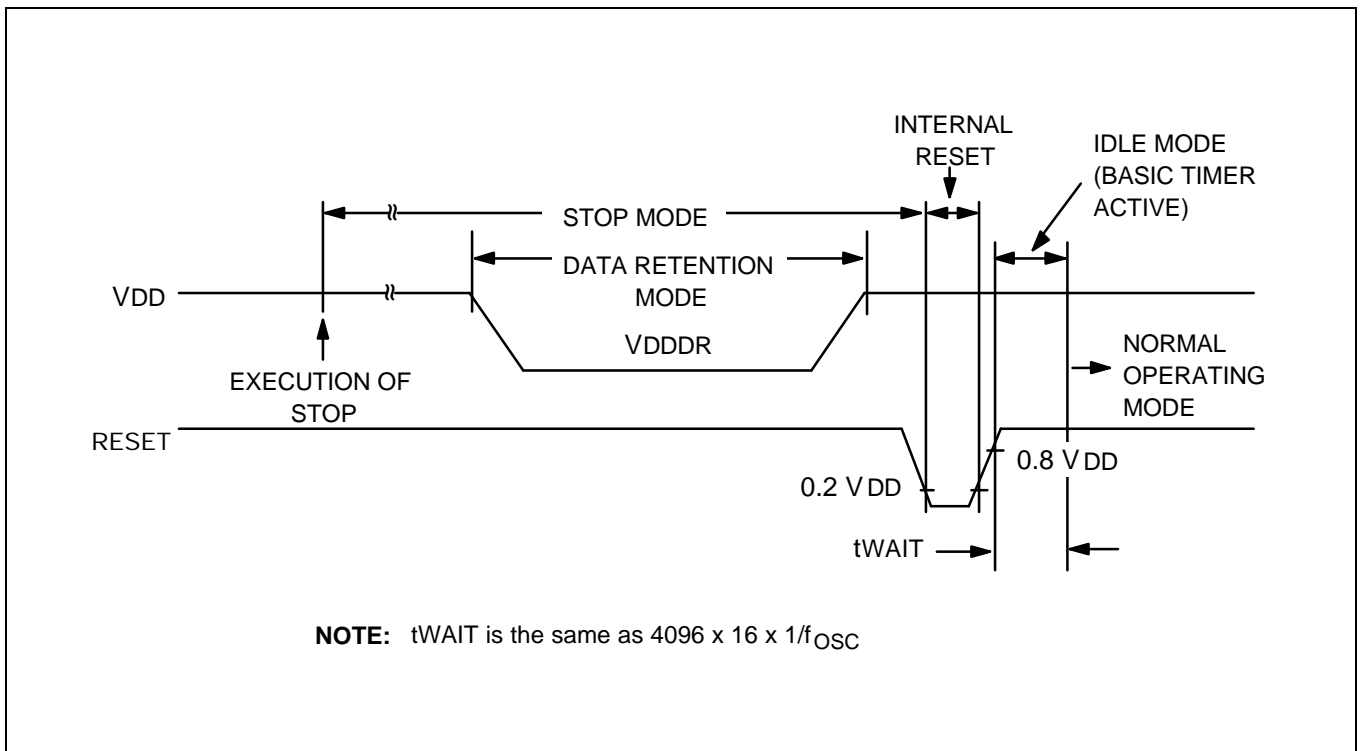 INTERNAL
RESET
IDLE MODE
(BASIC TIMER
ACTIVE)
STOP MODE
DATA RETENTION
MODE
VDD
VDDDR
EXECUTION OF
STOP
NORMAL
OPERATING
MODE
RESET
0.8 VDD
0.2 VDD
tWAIT
NOTE: tWAIT is the same as 4096 x 16 x 1/fOSC